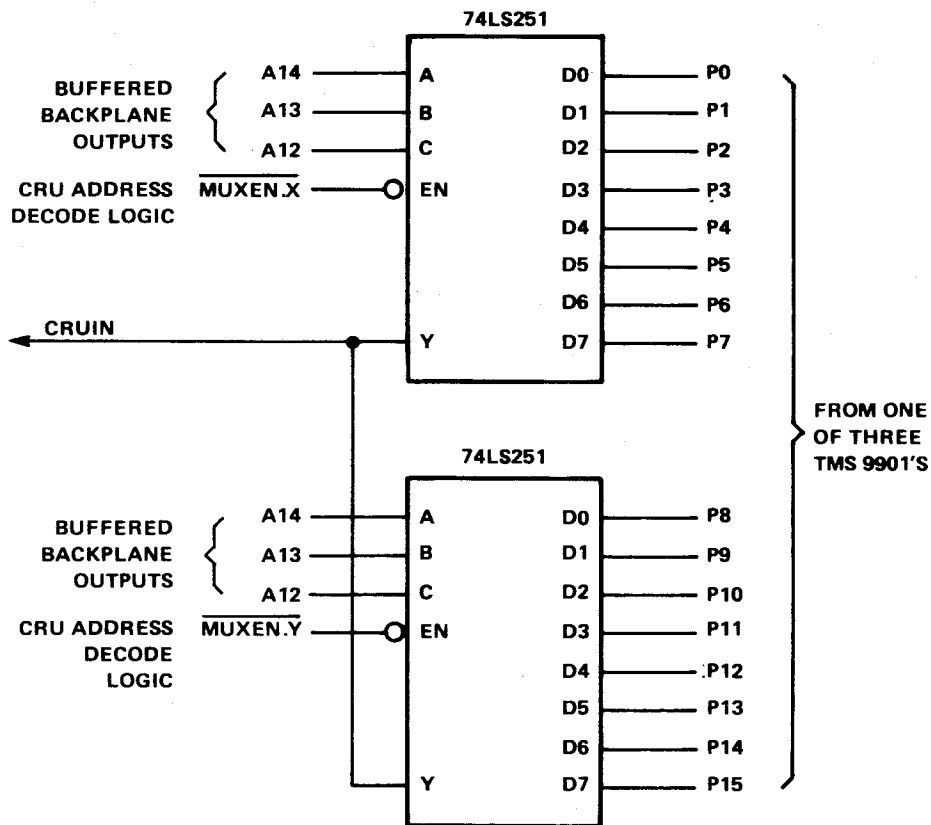 74LS251
BUFFERED
BACKPLANE
OUTPUTS
A14
A13
A12
CRU ADDRESS
DECODE LOGIC
MUXEN.X
A
B
C
EN
Y
D0
D1
D2
D3
D4
D5
D6
D7
P0
P1
P2
P3
P4
P5
P6
P7
CRUIN
FROM ONE
OF THREE
TMS 9901'S
74LS251
BUFFERED
BACKPLANE
OUTPUTS
A14
A13
A12
CRU ADDRESS
DECODE
LOGIC
MUXEN.Y
A
B
C
EN
Y
D0
D1
D2
D3
D4
D5
D6
D7
P8
P9
P10
P11
P12
P13
P14
P15